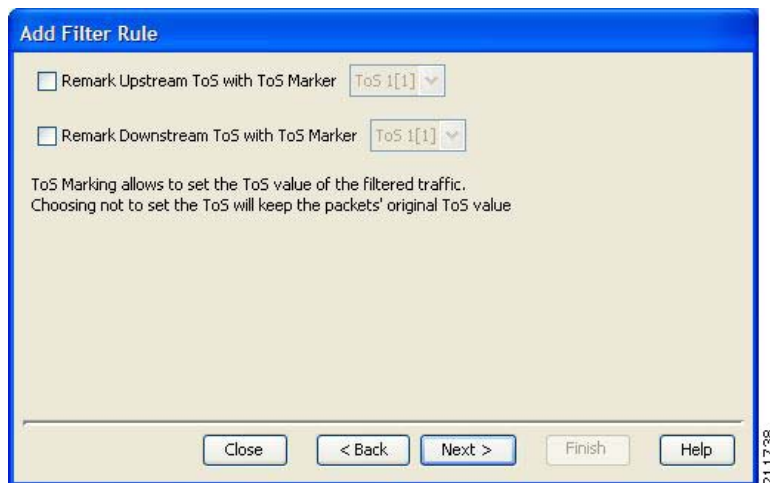 Add Filter Rule
Remark Upstream ToS with ToS Marker ToS 1[1]
Remark Downstream ToS with ToS Marker ToS 1[1]
ToS Marking allows to set the ToS value of the filtered traffic.
Choosing not to set the ToS will keep the packets' original ToS value
Close < Back Next > Finish Help
211738